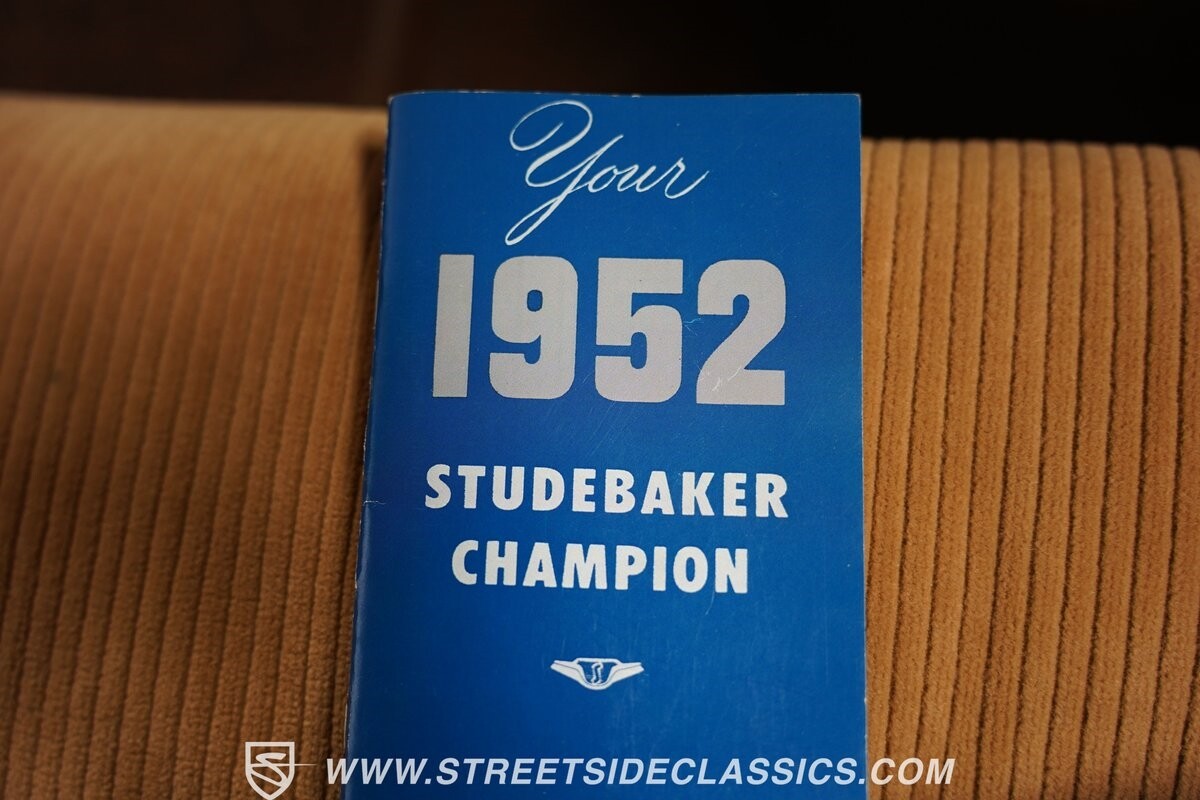 Your
1952
STUDEBAKER
CHAMPION
S
WWW.STREETSIDECLASSICS.COM